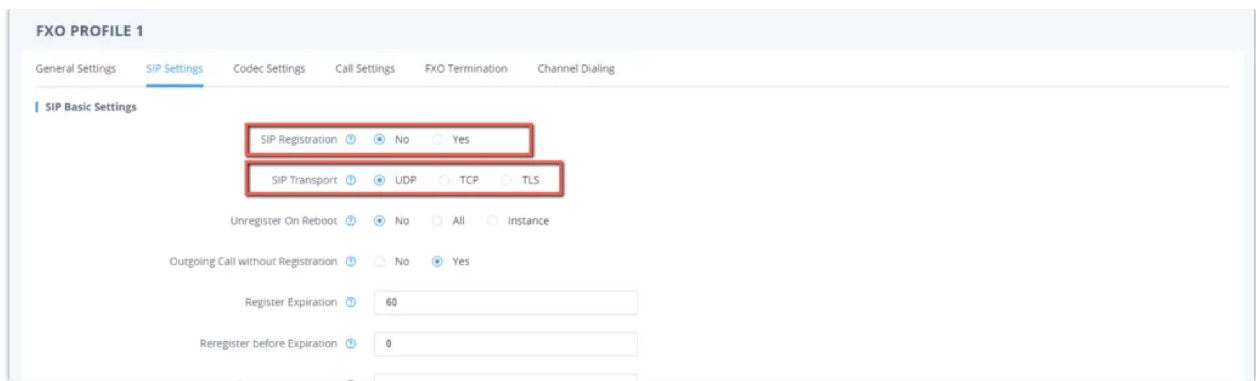 FXO PROFILE 1
General Settings SIP Settings Codec Settings Call Settings FXO Termination Channel Dialing
SIP Basic Settings
SIP Registration No Yes
SIP Transport UDP TCP TLS
Unregister On Reboot No All Instance
Outgoing Call without Registration No Yes
Register Expiration 60
Reregister before Expiration 0